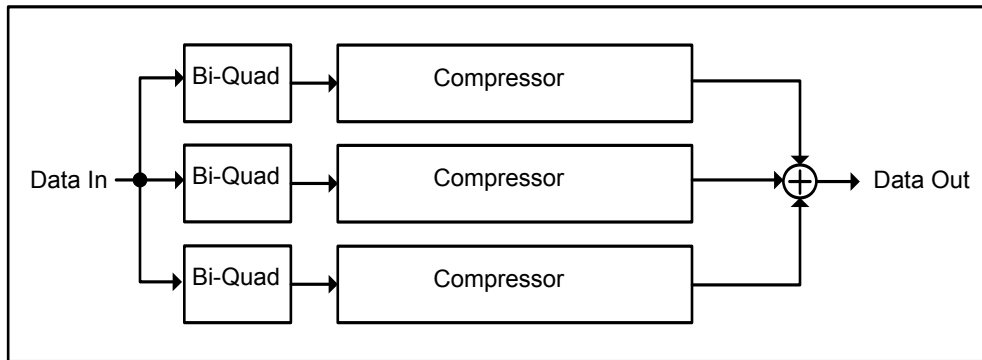 Bi-Quad
Compressor
Data In
Bi-Quad
Compressor
Data Out
Bi-Quad
Compressor